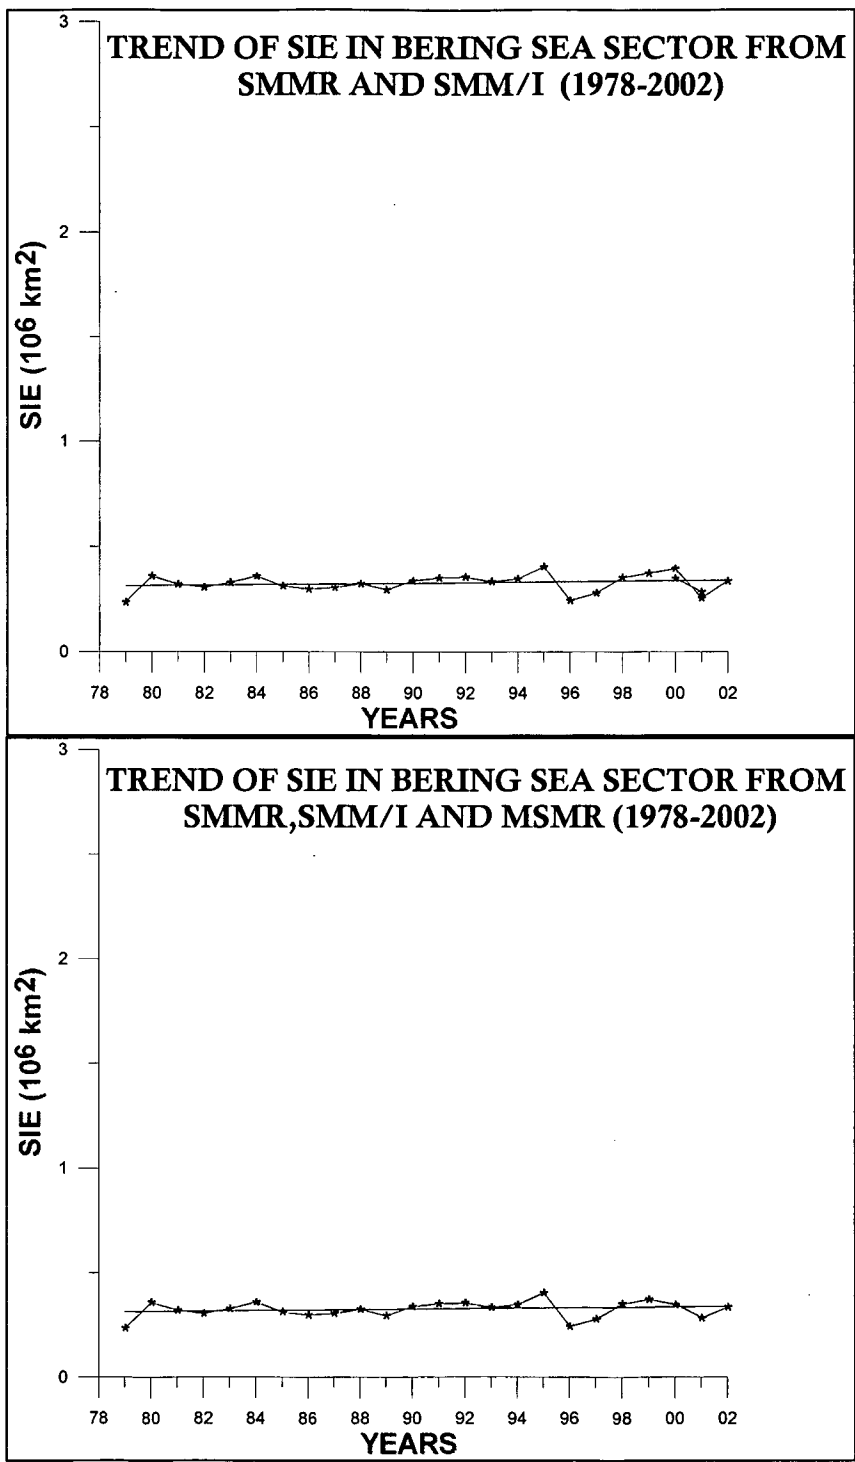 TREND OF SIE IN BERING SEA SECTOR FROM
SMMR AND SMM/I (1978-2002)
3
2
1
0
SIE (10⁶ km²)
78 80 82 84 86 88 90 92 94 96 98 00 02
YEARS
TREND OF SIE IN BERING SEA SECTOR FROM
SMMR,SMM/I AND MSMR (1978-2002)
3
2
1
0
SIE (10⁶ km²)
78 80 82 84 86 88 90 92 94 96 98 00 02
YEARS